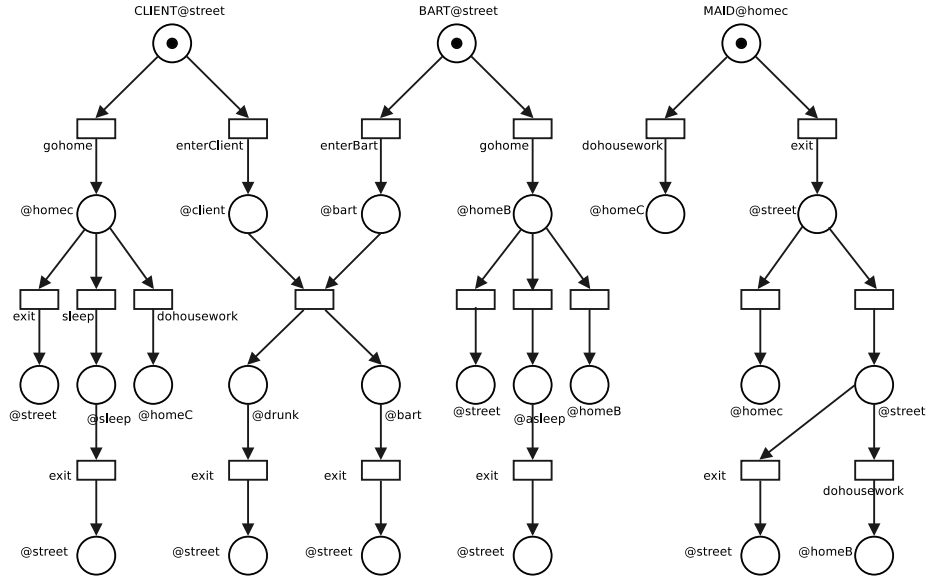 CLIENT@street
BART@street
MAID@homec
gohome
enterClient
enterBart
gohome
dohousework
exit
@homec
@client
@bart
@homeB
@homeC
@street
exit
sleep
dohousework
@street
@sleep
@homeC
@drunk
@bart
@street
@asleep
@homeB
@homec
@street
exit
exit
exit
exit
exit
dohousework
@street
@street
@street
@street
@street
@homeB